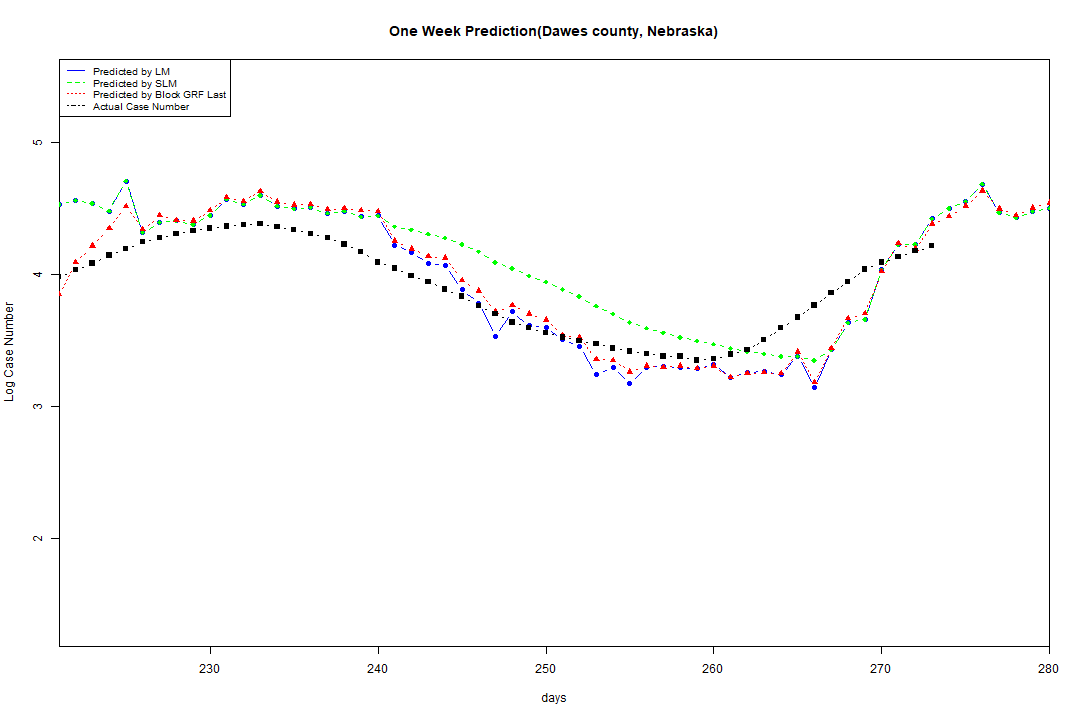 One Week Prediction(Dawes county, Nebraska)
Predicted by LM
Predicted by SLM
Predicted by Block GRF Last
Actual Case Number
5
4
3
2
Log Case Number
230 240 250 260 270 280
days